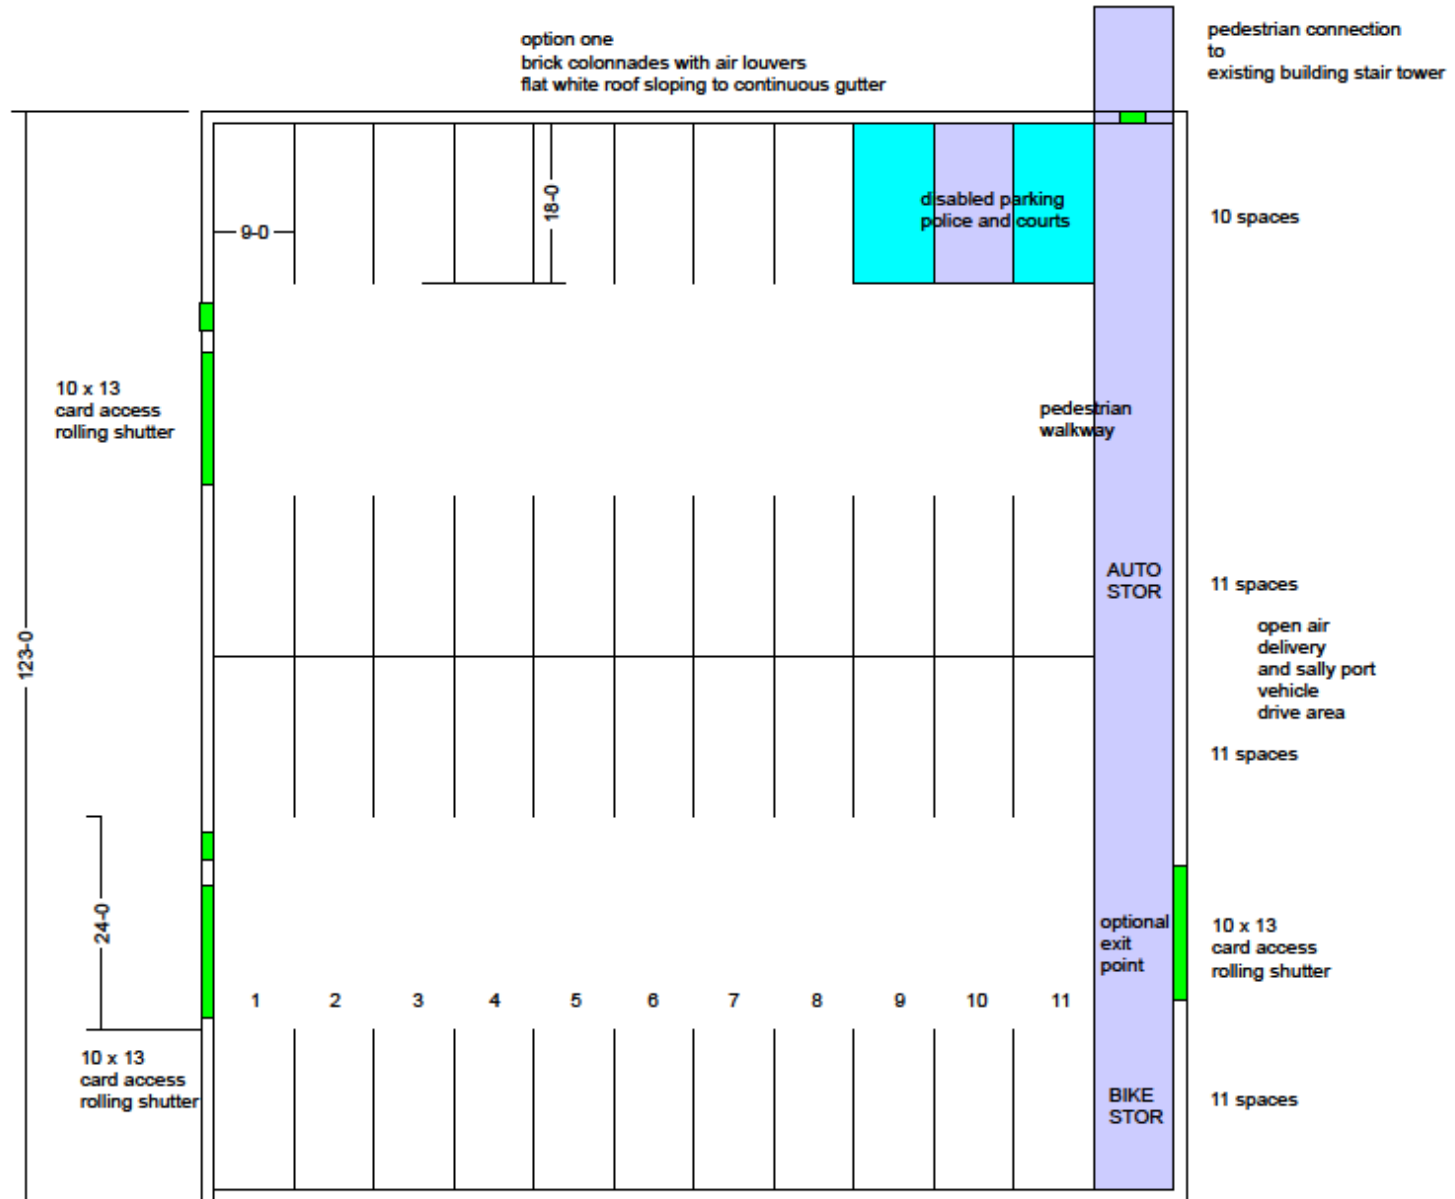 option one
brick colonnades with air louvers
flat white roof sloping to continuous gutter
pedestrian connection
to
existing building stair tower
9-0
18-0
disabled parking
police and courts
10 spaces
10 x 13
card access
rolling shutter
pedestrian
walkway
AUTO
STOR
11 spaces
123-0
open air
delivery
and sally port
vehicle
drive area
11 spaces
24-0
optional
exit
point
10 x 13
card access
rolling shutter
1 2 3 4 5 6 7 8 9 10 11
10 x 13
card access
rolling shutter
BIKE
STOR
11 spaces